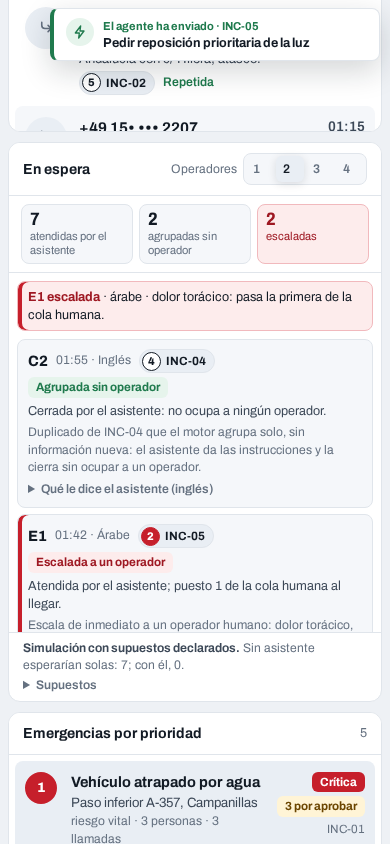 El agente ha enviado · INC-05
Pedir reposición prioritaria de la luz
5 INC-02 Repetida
+49 15• ••• 2207 01:15
En espera Operadores 1 2 3 4
7 2 2
atendidas por el agrupadas sin escaladas
asistente operador
E1 escalada · árabe · dolor torácico: pasa la primera de la
cola humana.
C2 01:55 · Inglés 4 INC-04
Agrupada sin operador
Cerrada por el asistente: no ocupa a ningún operador.
Duplicado de INC-04 que el motor agrupa solo, sin
información nueva: el asistente da las instrucciones y la
cierra sin ocupar a un operador.
Qué le dice el asistente (inglés)
E1 01:42 · Árabe 2 INC-05
Escalada a un operador
Atendida por el asistente; puesto 1 de la cola humana al
llegar.
Escala de inmediato a un operador humano: dolor torácico,
Simulación con supuestos declarados. Sin asistente
esperarían solas: 7; con él, 0.
Supuestos
Emergencias por prioridad 5
1 Vehículo atrapado por agua Crítica
Paso inferior A-357, Campanillas 3 por aprobar
riesgo vital · 3 personas · 3 INC-01
llamadas